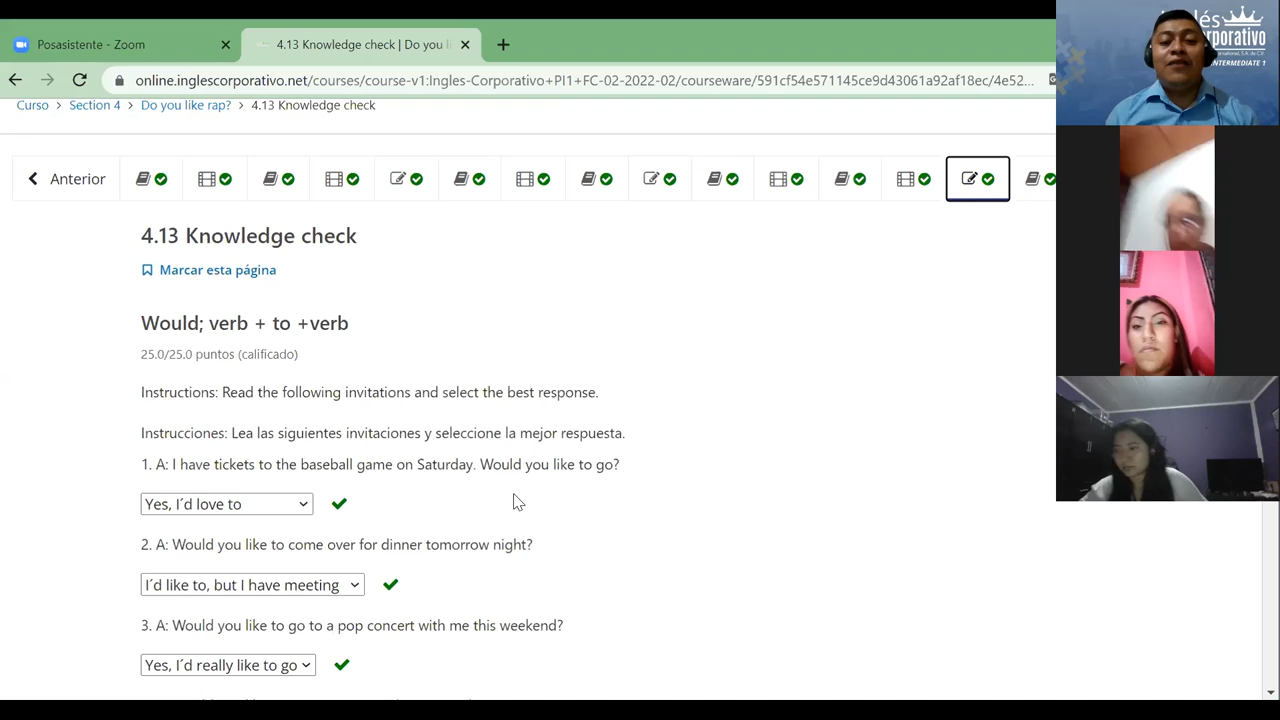 Posasistente - Zoom
4.13 Knowledge check | Do you li
online.inglescorporativo.net/courses/course-v1:Ingles-Corporativo+PI1+FC-02-2022-02/courseware/591cf54e571145ce9d43061a92af18ec/4e52...
Curso > Section 4 > Do you like rap? > 4.13 Knowledge check
Anterior
4.13 Knowledge check
Marcar esta página
Would; verb + to +verb
25.0/25.0 puntos (calificado)
Instructions: Read the following invitations and select the best response.
Instrucciones: Lea las siguientes invitaciones y seleccione la mejor respuesta.
1. A: I have tickets to the baseball game on Saturday. Would you like to go?
Yes, I´d love to
2. A: Would you like to come over for dinner tomorrow night?
I´d like to, but I have meeting
3. A: Would you like to go to a pop concert with me this weekend?
Yes, I´d really like to go
INTERMEDIATE 1